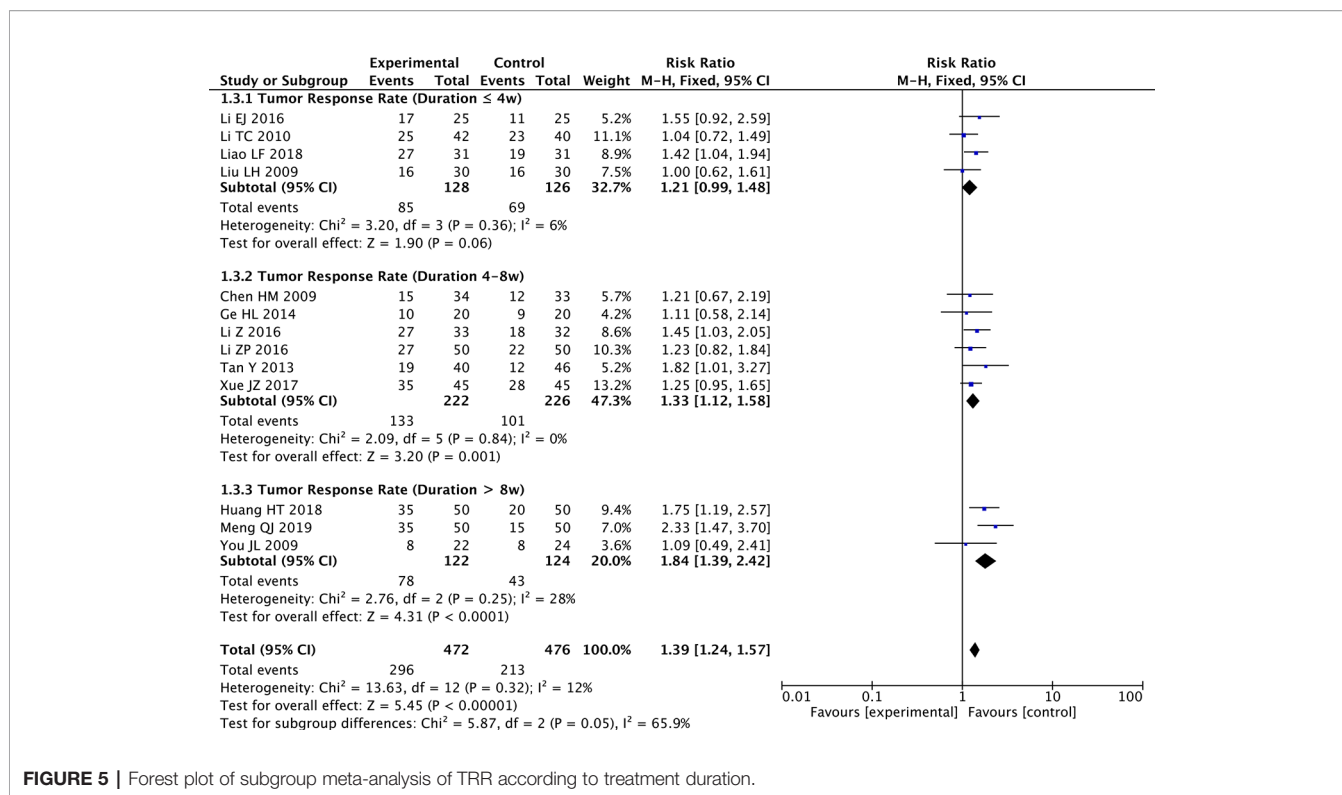 Experimental Control Risk Ratio Risk Ratio
Study or Subgroup Events Total Events Total Weight M-H, Fixed, 95% CI M-H, Fixed, 95% CI
1.3.1 Tumor Response Rate (Duration ≤ 4w)
Li EJ 2016 17 25 11 25 5.2% 1.55 [0.92, 2.59]
Li TC 2010 25 42 23 40 11.1% 1.04 [0.72, 1.49]
Liao LF 2018 27 31 19 31 8.9% 1.42 [1.04, 1.94]
Liu LH 2009 16 30 16 30 7.5% 1.00 [0.62, 1.61]
Subtotal (95% CI) 128 126 32.7% 1.21 [0.99, 1.48]
Total events 85 69
Heterogeneity: Chi² = 3.20, df = 3 (P = 0.36); I² = 6%
Test for overall effect: Z = 1.90 (P = 0.06)
1.3.2 Tumor Response Rate (Duration 4-8w)
Chen HM 2009 15 34 12 33 5.7% 1.21 [0.67, 2.19]
Ge HL 2014 10 20 9 20 4.2% 1.11 [0.58, 2.14]
Li Z 2016 27 33 18 32 8.6% 1.45 [1.03, 2.05]
Li ZP 2016 27 50 22 50 10.3% 1.23 [0.82, 1.84]
Tan Y 2013 19 40 12 46 5.2% 1.82 [1.01, 3.27]
Xue JZ 2017 35 45 28 45 13.2% 1.25 [0.95, 1.65]
Subtotal (95% CI) 222 226 47.3% 1.33 [1.12, 1.58]
Total events 133 101
Heterogeneity: Chi² = 2.09, df = 5 (P = 0.84); I² = 0%
Test for overall effect: Z = 3.20 (P = 0.001)
1.3.3 Tumor Response Rate (Duration > 8w)
Huang HT 2018 35 50 20 50 9.4% 1.75 [1.19, 2.57]
Meng QJ 2019 35 50 15 50 7.0% 2.33 [1.47, 3.70]
You JL 2009 8 22 8 24 3.6% 1.09 [0.49, 2.41]
Subtotal (95% CI) 122 124 20.0% 1.84 [1.39, 2.42]
Total events 78 43
Heterogeneity: Chi² = 2.76, df = 2 (P = 0.25); I² = 28%
Test for overall effect: Z = 4.31 (P < 0.0001)
Total (95% CI) 472 476 100.0% 1.39 [1.24, 1.57]
Total events 296 213
Heterogeneity: Chi² = 13.63, df = 12 (P = 0.32); I² = 12%
Test for overall effect: Z = 5.45 (P < 0.00001)
Test for subgroup differences: Chi² = 5.87, df = 2 (P = 0.05), I² = 65.9%
0.01 0.1 1 10 100
Favours [experimental] Favours [control]
FIGURE 5 | Forest plot of subgroup meta-analysis of TRR according to treatment duration.